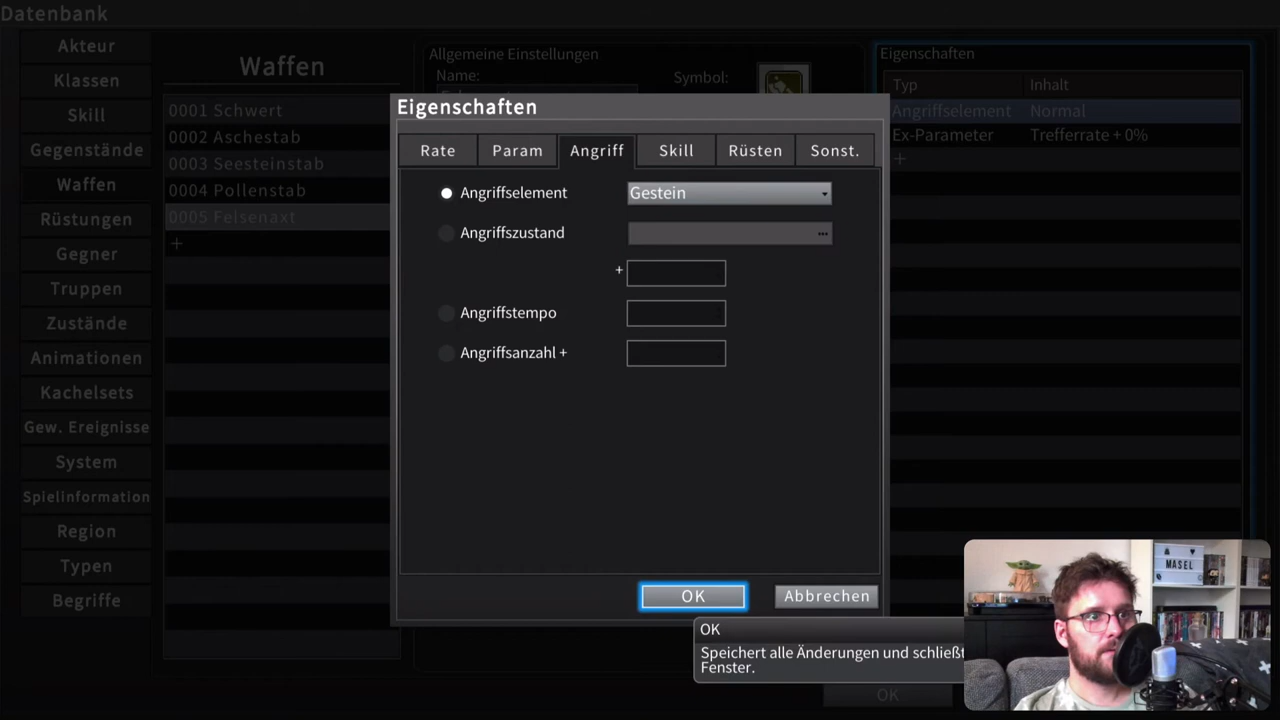 Datenbank
Akteur
Klassen
Skill
Gegenstände
Waffen
Rüstungen
Gegner
Truppen
Zustände
Animationen
Kachelsets
Gew. Ereignisse
System
Spielinformation
Region
Typen
Begriffe
Waffen
0001 Schwert
0002 Aschestab
0003 Seesteinstab
0004 Pollenstab
0005 Felsenaxt
+
Allgemeine Einstellungen
Name:
Symbol:
Eigenschaften
Rate Param Angriff Skill Rüsten Sonst.
Angriffselement Gestein
Angriffszustand ...
+
Angriffstempo
Angriffsanzahl +
OK Abbrechen
OK
Speichert alle Änderungen und schließt
Fenster.
Eigenschaften
Typ Inhalt
Angriffselement Normal
Ex-Parameter Trefferrate + 0%
+
OK
MASEL